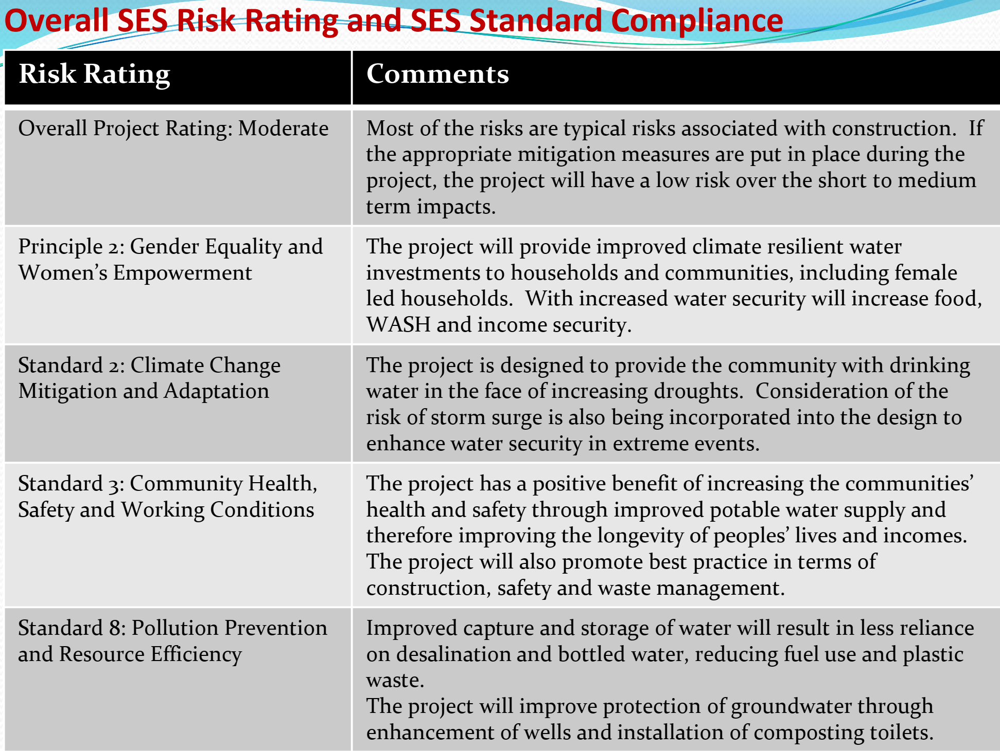 Overall SES Risk Rating and SES Standard Compliance
Risk Rating
Comments
Overall Project Rating: Moderate
Most of the risks are typical risks associated with construction.  If
the appropriate mitigation measures are put in place during the
project, the project will have a low risk over the short to medium
term impacts.
Principle 2: Gender Equality and
Women’s Empowerment
The project will provide improved climate resilient water
investments to households and communities, including female
led households.  With increased water security will increase food,
WASH and income security.
Standard 2: Climate Change
Mitigation and Adaptation
The project is designed to provide the community with drinking
water in the face of increasing droughts.  Consideration of the
risk of storm surge is also being incorporated into the design to
enhance water security in extreme events.
Standard 3: Community Health,
Safety and Working Conditions
The project has a positive benefit of increasing the communities’
health and safety through improved potable water supply and
therefore improving the longevity of peoples’ lives and incomes.
The project will also promote best practice in terms of
construction, safety and waste management.
Standard 8: Pollution Prevention
and Resource Efficiency
Improved capture and storage of water will result in less reliance
on desalination and bottled water, reducing fuel use and plastic
waste.
The project will improve protection of groundwater through
enhancement of wells and installation of composting toilets.